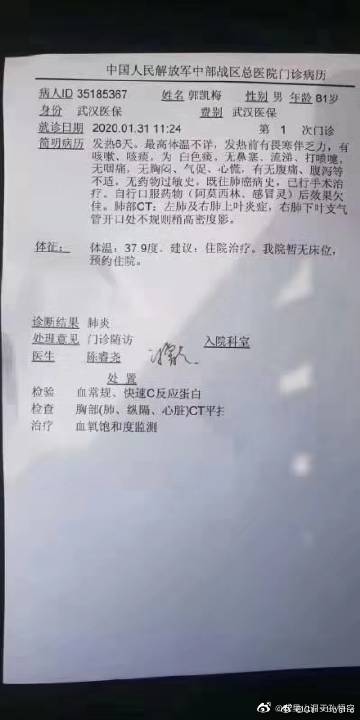 中国人民解放军中部战区总医院门诊病历
病人ID 35185367 姓名 郭凯梅 性别 男 年龄 81岁
身份 武汉医保 费别 武汉医保
就诊日期 2020.01.31 11:24 第 1 次门诊
简明病历 发热6天。最高体温不详，发热前有畏寒伴乏力，有
咳嗽、咳痰，为 白色痰，无鼻塞、流涕、打喷嚏，
无咽痛，无胸闷、气促、心慌，有无腹痛、腹泻等
不适。无药物过敏史，既往肺癌病史，已行手术治
疗。自行口服药物（阿莫西林、感冒灵）后效果欠
佳。肺部CT：左肺及右肺上叶炎症，右肺下叶支气
管开口处不规则稍高密度影。
体征： 体温：37.9度。建议：住院治疗。我院暂无床位，
预约住院。
诊断结果 肺炎
处理意见 门诊随访 入院科室
医生 陈睿尧
处 置
检验 血常规、快速C反应蛋白
检查 胸部(肺、纵隔、心脏)CT平扫
治疗 血氧饱和度监测